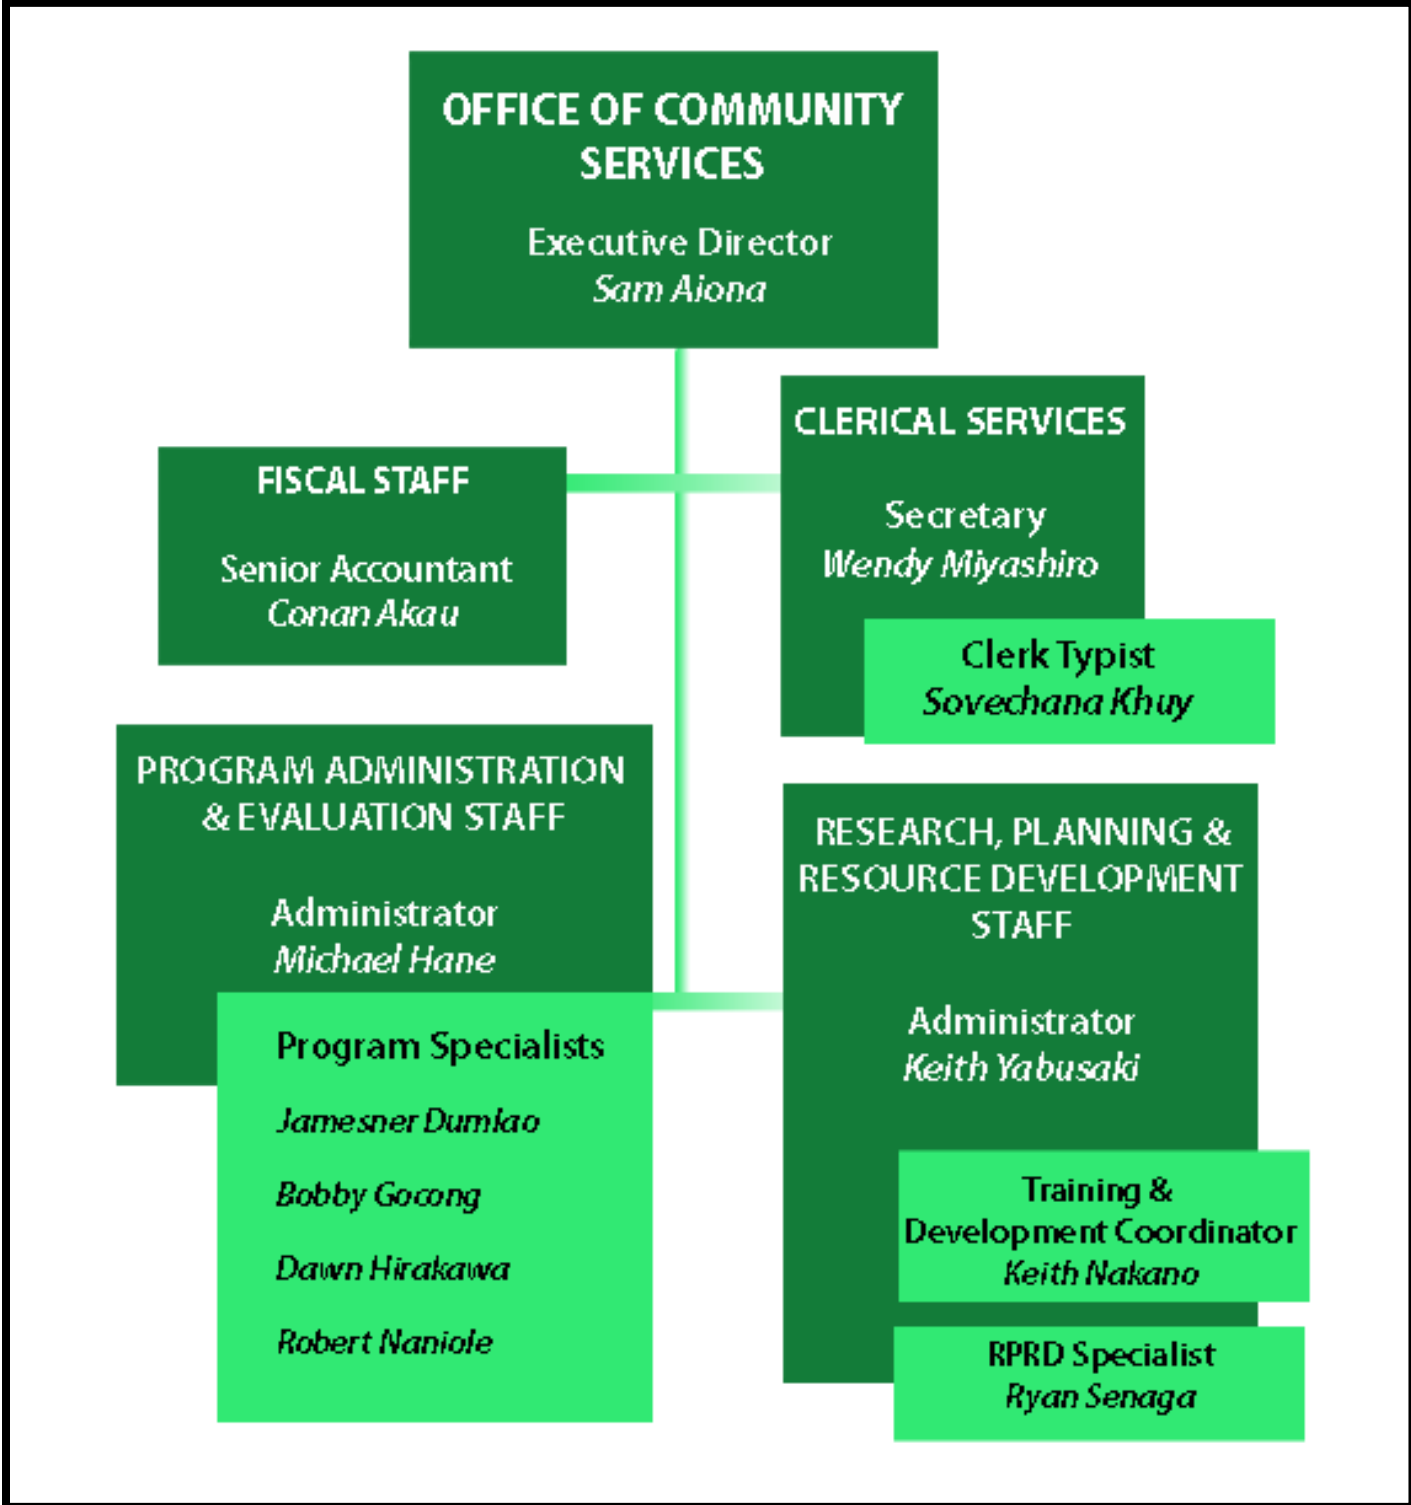 OFFICE OF COMMUNITY
SERVICES
Executive Director
Sam Aiona
CLERICAL SERVICES
Secretary
Wendy Miyashiro
Clerk Typist
Sovechana Khuy
FISCAL STAFF
Senior Accountant
Conan Akau
PROGRAM ADMINISTRATION
& EVALUATION STAFF
Administrator
Michael Hane
Program Specialists
Jamesner Dumlao
Bobby Gocong
Dawn Hirakawa
Robert Naniole
RESEARCH, PLANNING &
RESOURCE DEVELOPMENT
STAFF
Administrator
Keith Yabusaki
Training &
Development Coordinator
Keith Nakano
RPRD Specialist
Ryan Senaga